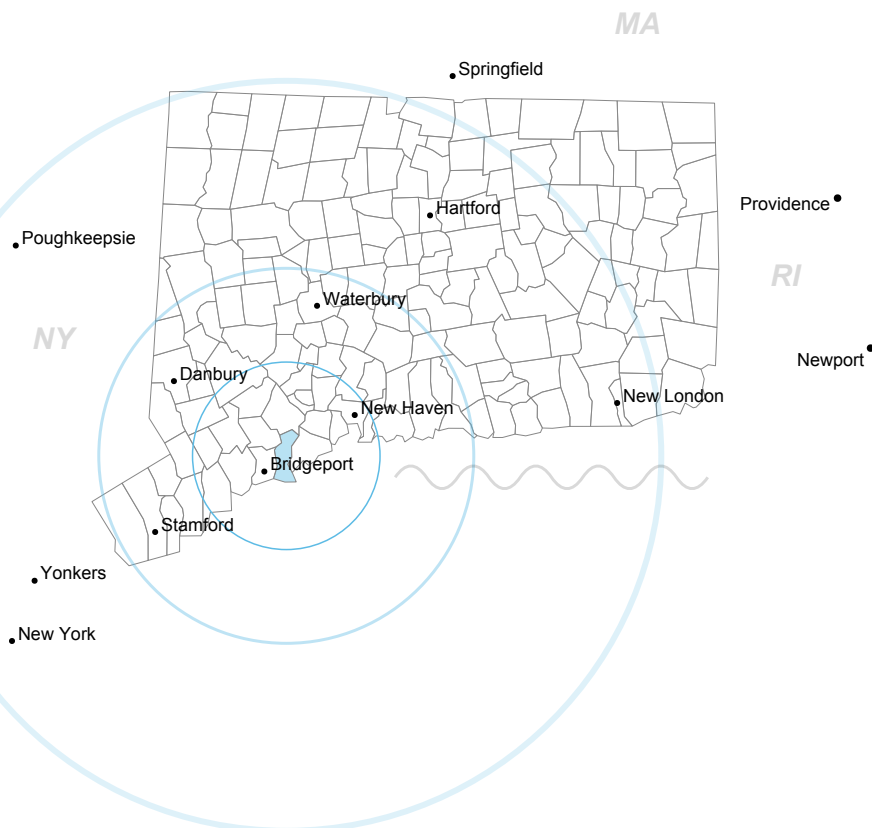 MA
Springfield
Providence
Hartford
Poughkeepsie
RI
Waterbury
NY
Newport
Danbury
New London
New Haven
Bridgeport
Stamford
Yonkers
New York